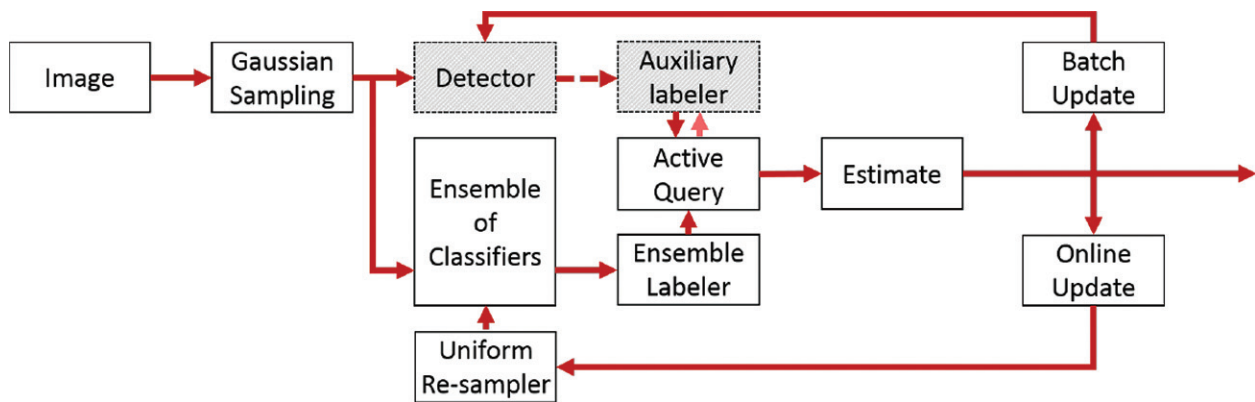 Image
Gaussian
Sampling
Detector
Auxiliary
labeler
Batch
Update
Ensemble
of
Classifiers
Active
Query
Estimate
Ensemble
Labeler
Online
Update
Uniform
Re-sampler